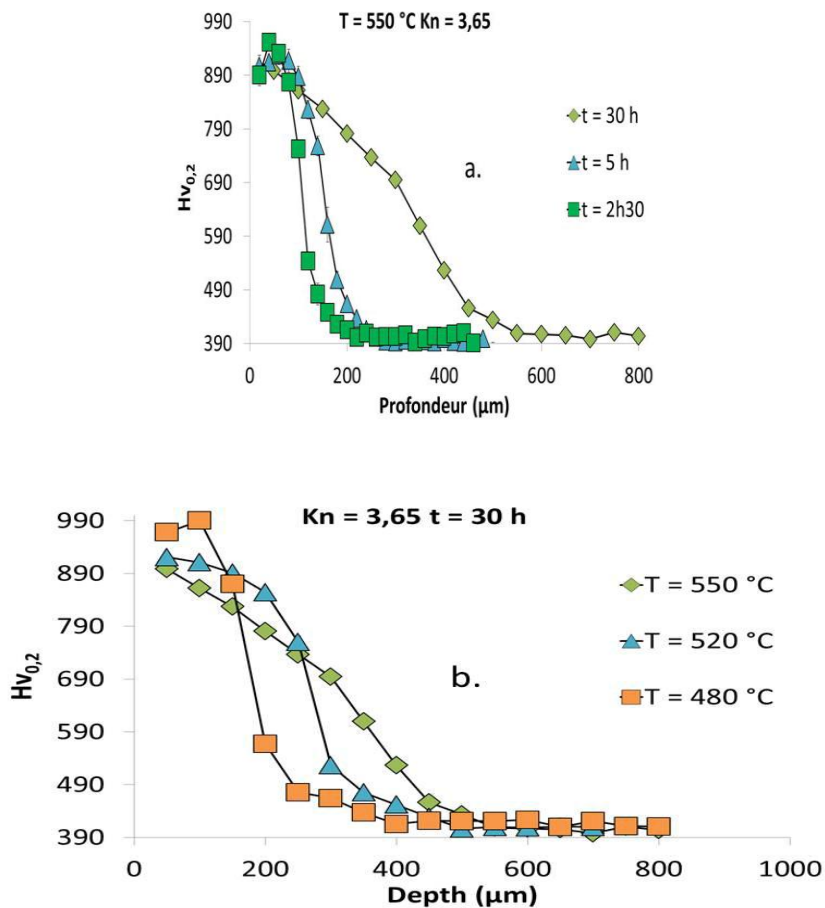 T = 550 °C Kn = 3,65
990
890
790
690
590
490
390
Hv0,2
t = 30 h
t = 5 h
t = 2h30
a.
0 200 400 600 800
Profondeur (µm)
Kn = 3,65 t = 30 h
990
890
790
690
590
490
390
Hv0,2
T = 550 °C
T = 520 °C
T = 480 °C
b.
0 200 400 600 800 1000
Depth (µm)